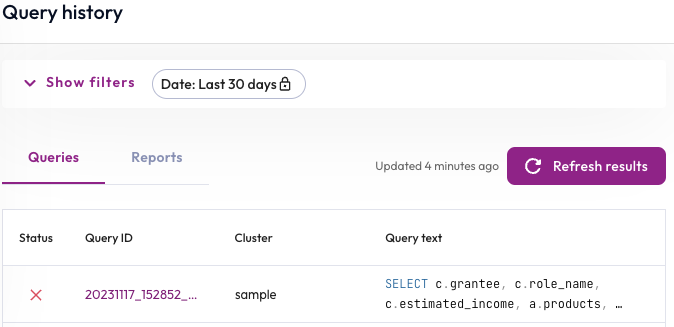 Query history
Show filters
Date: Last 30 days
Queries
Reports
Updated 4 minutes ago
Refresh results
Status
Query ID
Cluster
Query text
20231117_152852_...
sample
SELECT c.grantee, c.role_name,
c.estimated_income, a.products, …